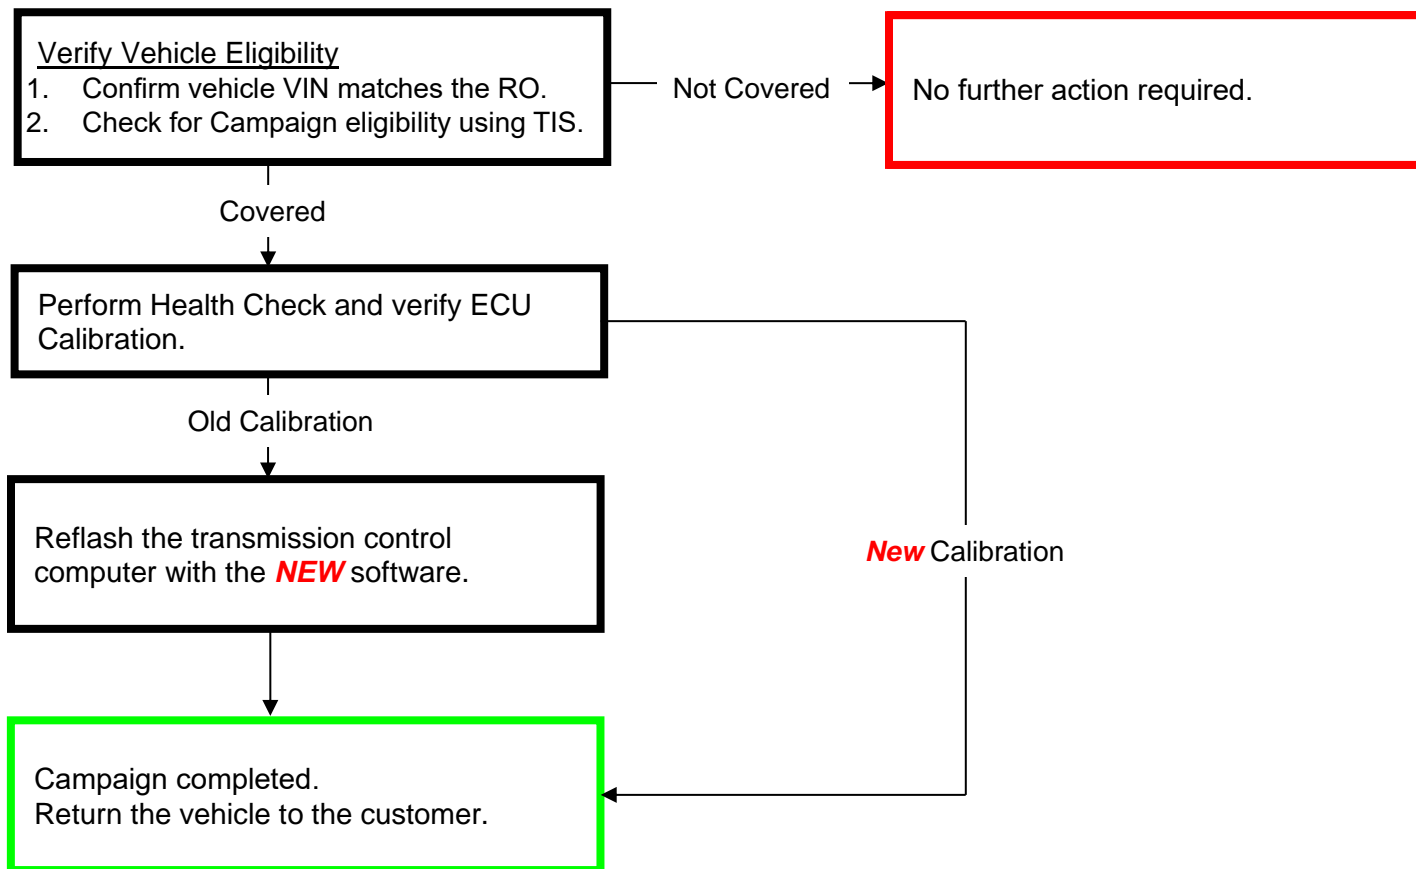 Verify Vehicle Eligibility
1. Confirm vehicle VIN matches the RO.
2. Check for Campaign eligibility using TIS.
Not Covered
No further action required.
Covered
Perform Health Check and verify ECU
Calibration.
Old Calibration
Reflash the transmission control
computer with the NEW software.
New Calibration
Campaign completed.
Return the vehicle to the customer.